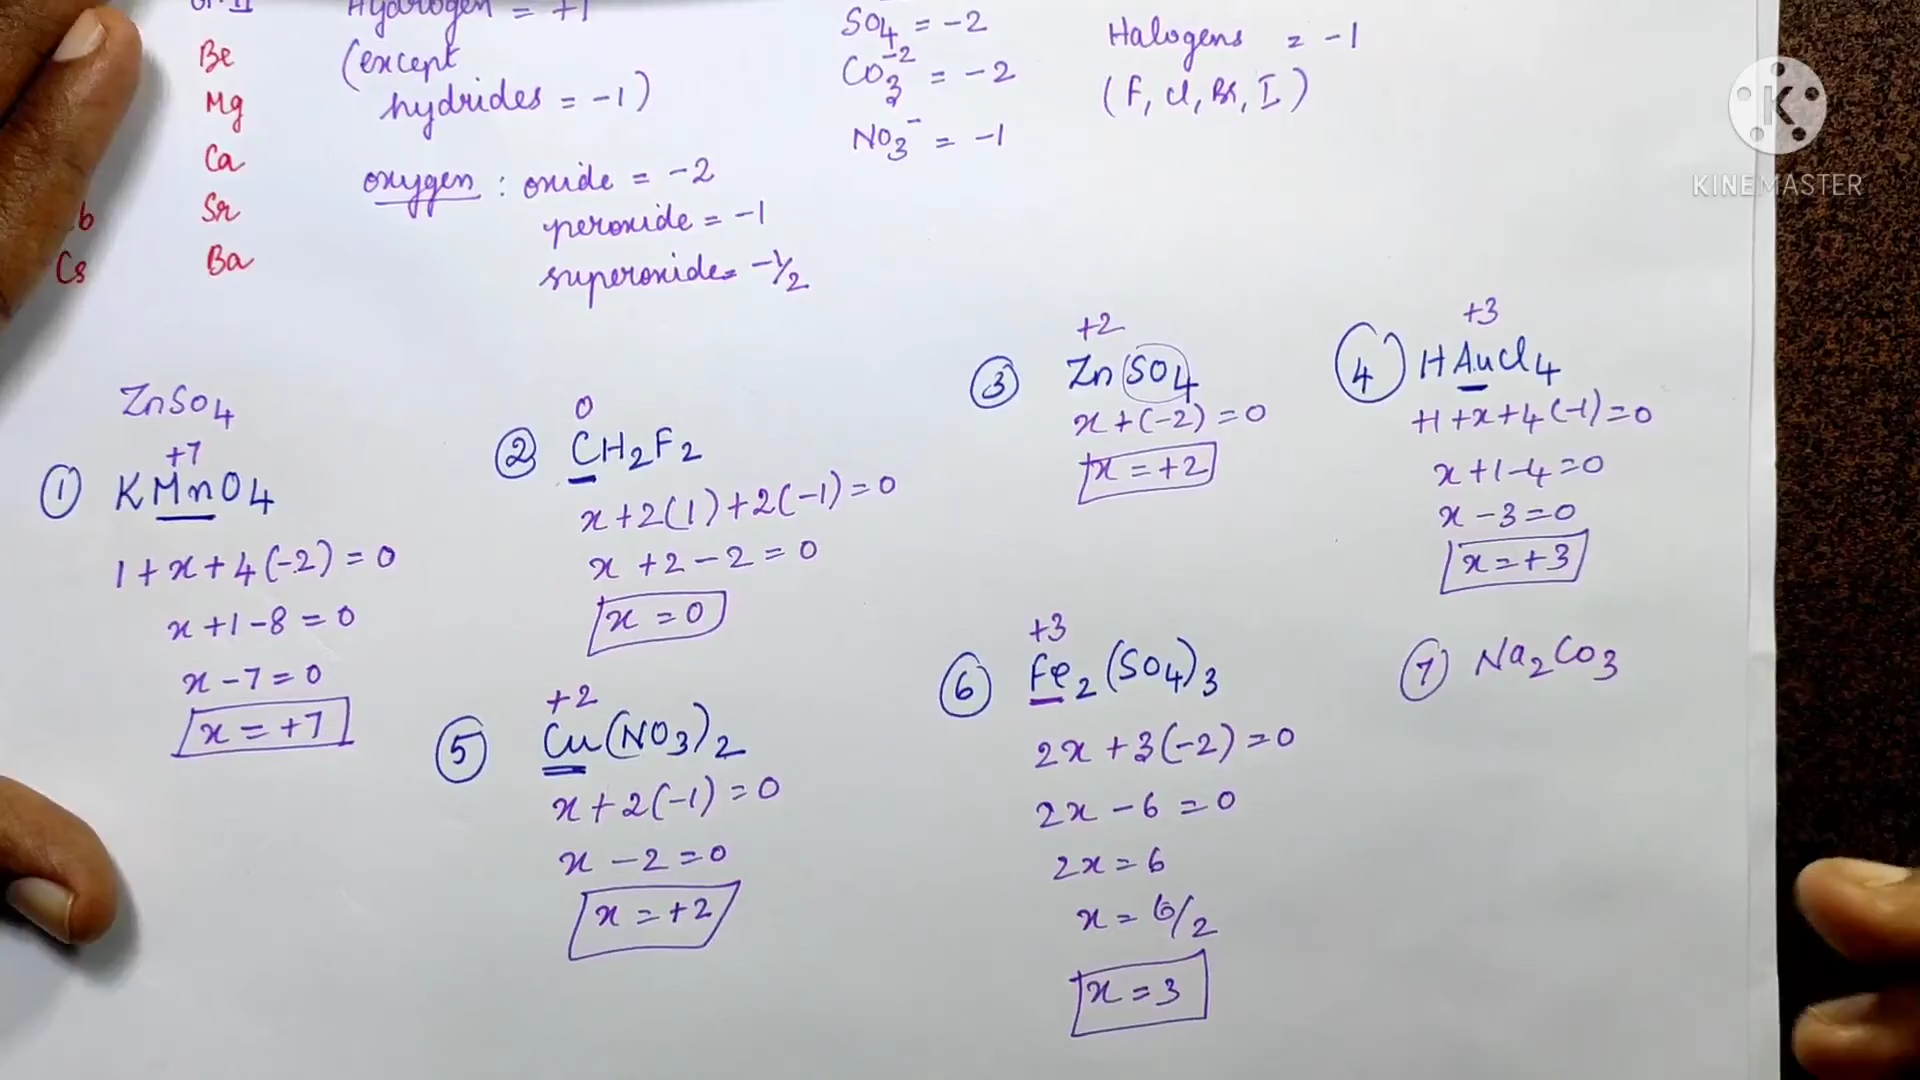 Hydrogen = +1
(except
hydrides = -1)
oxygen : oxide = -2
peroxide = -1
superoxide = -1/2
Be
Mg
Ca
Sr
Ba
Cs
SO4 = -2
CO3^-2 = -2
NO3^- = -1
Halogens = -1
(F, Cl, Br, I)
KINEMASTER
ZnSO4
+7
① KMnO4
1+x+4(-2) = 0
x+1-8 = 0
x-7=0
x = +7
0
② CH2F2
x+2(1)+2(-1)=0
x+2-2=0
x = 0
+2
③ Zn(SO4
x+(-2)=0
x=+2
+3
④ HAuCl4
+1+x+4(-1)=0
x+1-4=0
x-3=0
x=+3
+2
⑤ Cu(NO3)2
x+2(-1)=0
x-2=0
x=+2
+3
⑥ Fe2(SO4)3
2x+3(-2)=0
2x-6=0
2x=6
x=6/2
x=3
⑦ Na2CO3